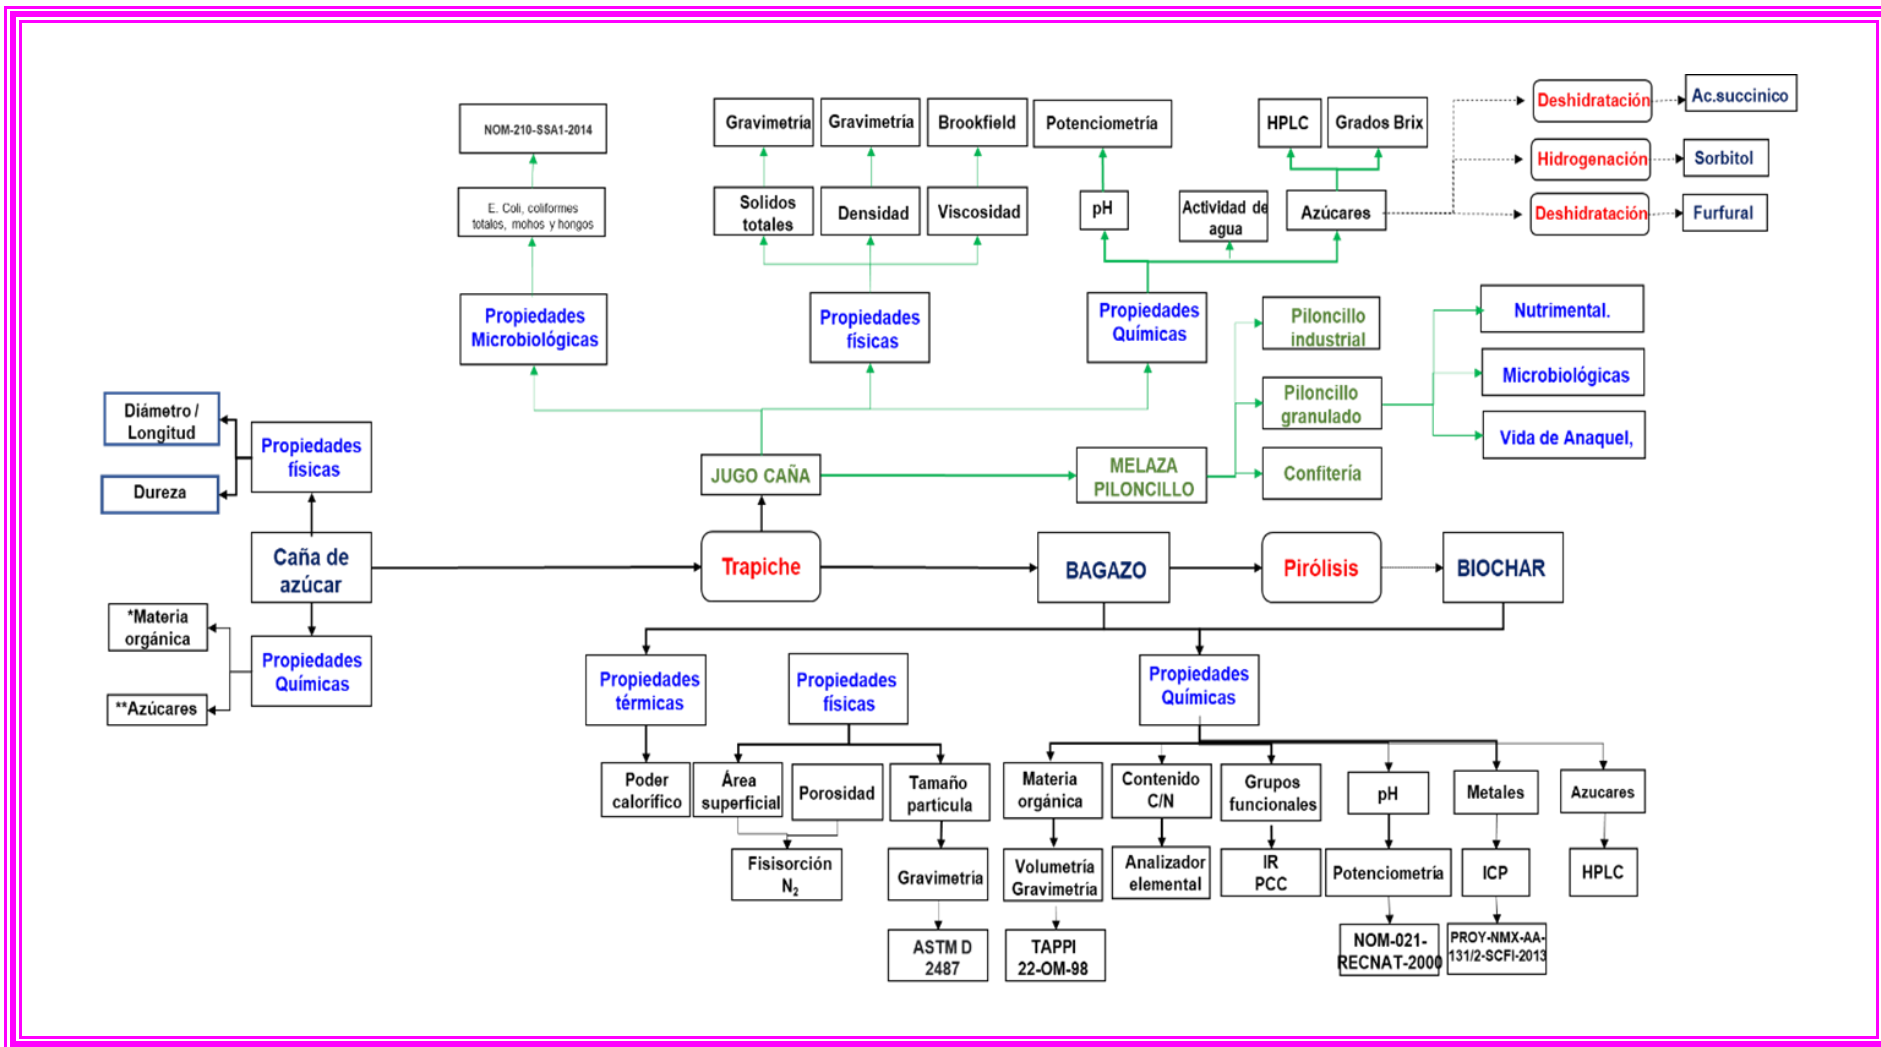 NOM-210-SSA1-2014
E. Coli, coliformes
totales, mohos y hongos
Propiedades
Microbiológicas
Gravimetría
Gravimetría
Brookfield
Solidos
totales
Densidad
Viscosidad
Propiedades
físicas
Potenciometría
pH
Actividad de
agua
HPLC
Grados Brix
Azúcares
Propiedades
Químicas
Deshidratación
Ac.succinico
Hidrogenación
Sorbitol
Deshidratación
Furfural
Piloncillo
industrial
Piloncillo
granulado
Confitería
Nutrimental.
Microbiológicas
Vida de Anaquel,
JUGO CAÑA
MELAZA
PILONCILLO
Diámetro /
Longitud
Dureza
Propiedades
físicas
Caña de
azúcar
*Materia
orgánica
**Azúcares
Propiedades
Químicas
Trapiche
BAGAZO
Pirólisis
BIOCHAR
Propiedades
térmicas
Propiedades
físicas
Propiedades
Químicas
Poder
calorífico
Área
superficial
Porosidad
Tamaño
particula
Materia
orgánica
Contenido
C/N
Grupos
funcionales
pH
Metales
Azucares
Fisisorción
N2
Gravimetría
Volumetría
Gravimetría
Analizador
elemental
IR
PCC
Potenciometría
ICP
HPLC
ASTM D
2487
TAPPI
22-OM-98
NOM-021-
RECNAT-2000
PROY-NMX-AA-
131/2-SCFI-2013